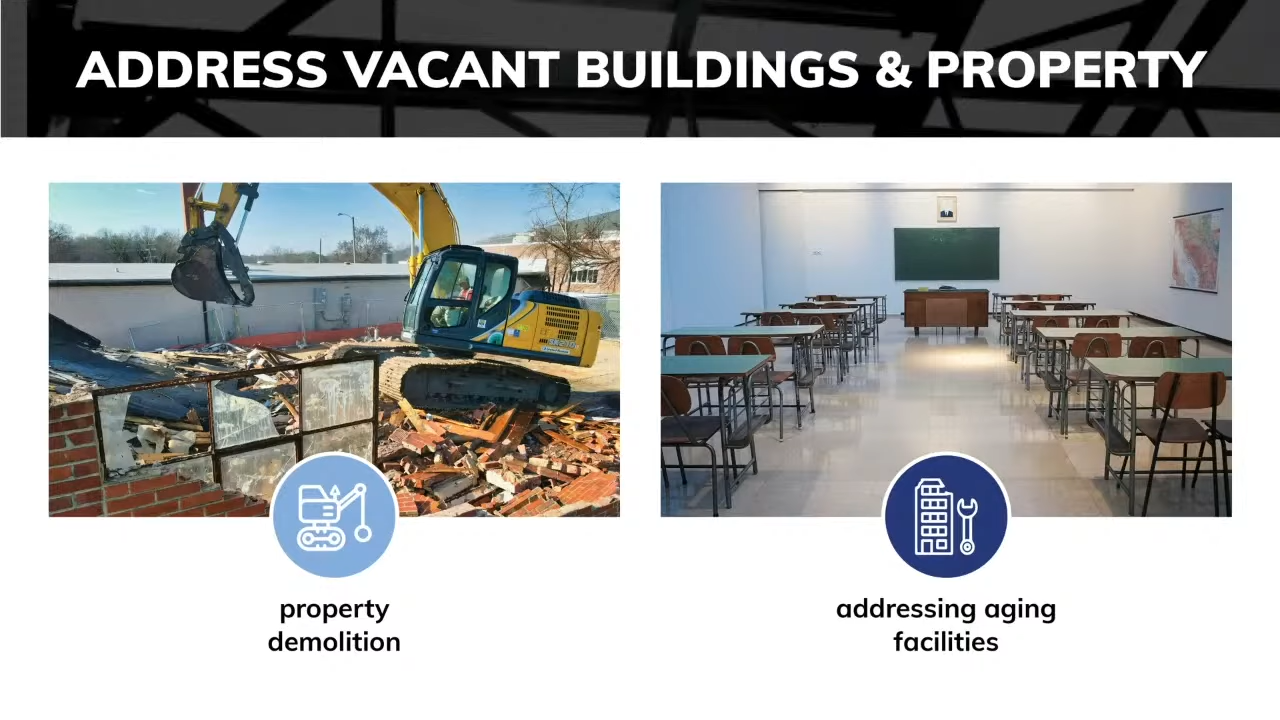 ADDRESS VACANT BUILDINGS & PROPERTY
property
demolition
addressing aging
facilities